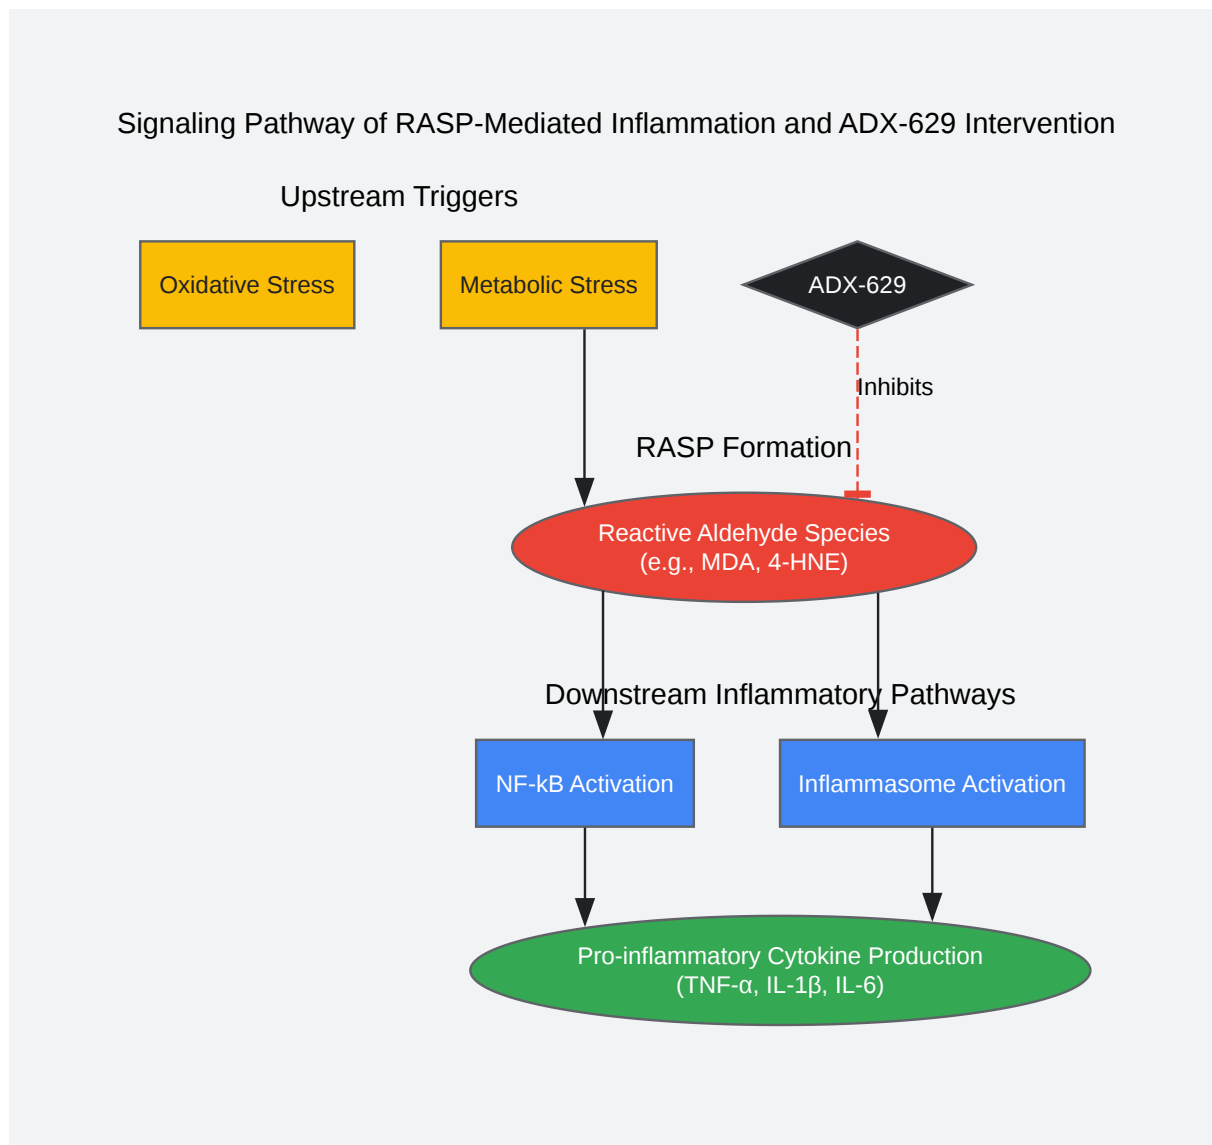 Signaling Pathway of RASP-Mediated Inflammation and ADX-629 Intervention
Upstream Triggers
Oxidative Stress
Metabolic Stress
ADX-629
Inhibits
RASP Formation
Reactive Aldehyde Species
(e.g., MDA, 4-HNE)
Downstream Inflammatory Pathways
NF-kB Activation
Inflammasome Activation
Pro-inflammatory Cytokine Production
(TNF-α, IL-1β, IL-6)